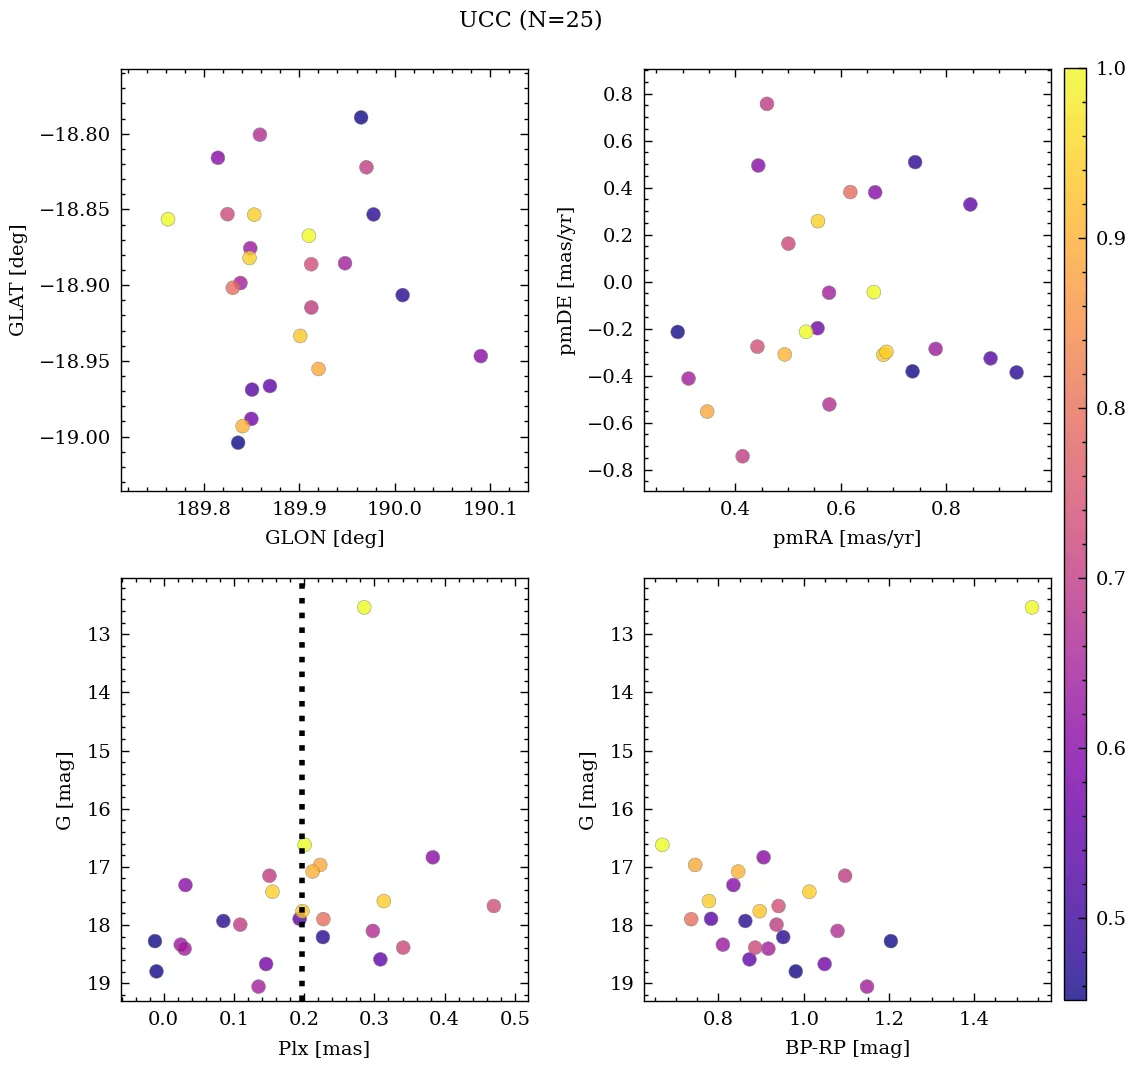 UCC (N=25)
−18.80
−18.85
−18.90
−18.95
−19.00
GLAT [deg]
189.8 189.9 190.0 190.1
GLON [deg]
0.8
0.6
0.4
0.2
0.0
−0.2
−0.4
−0.6
−0.8
pmDE [mas/yr]
0.4 0.6 0.8
pmRA [mas/yr]
1.0
0.9
0.8
0.7
0.6
0.5
13
14
15
16
17
18
19
G [mag]
0.0 0.1 0.2 0.3 0.4 0.5
Plx [mas]
13
14
15
16
17
18
19
G [mag]
0.8 1.0 1.2 1.4
BP-RP [mag]